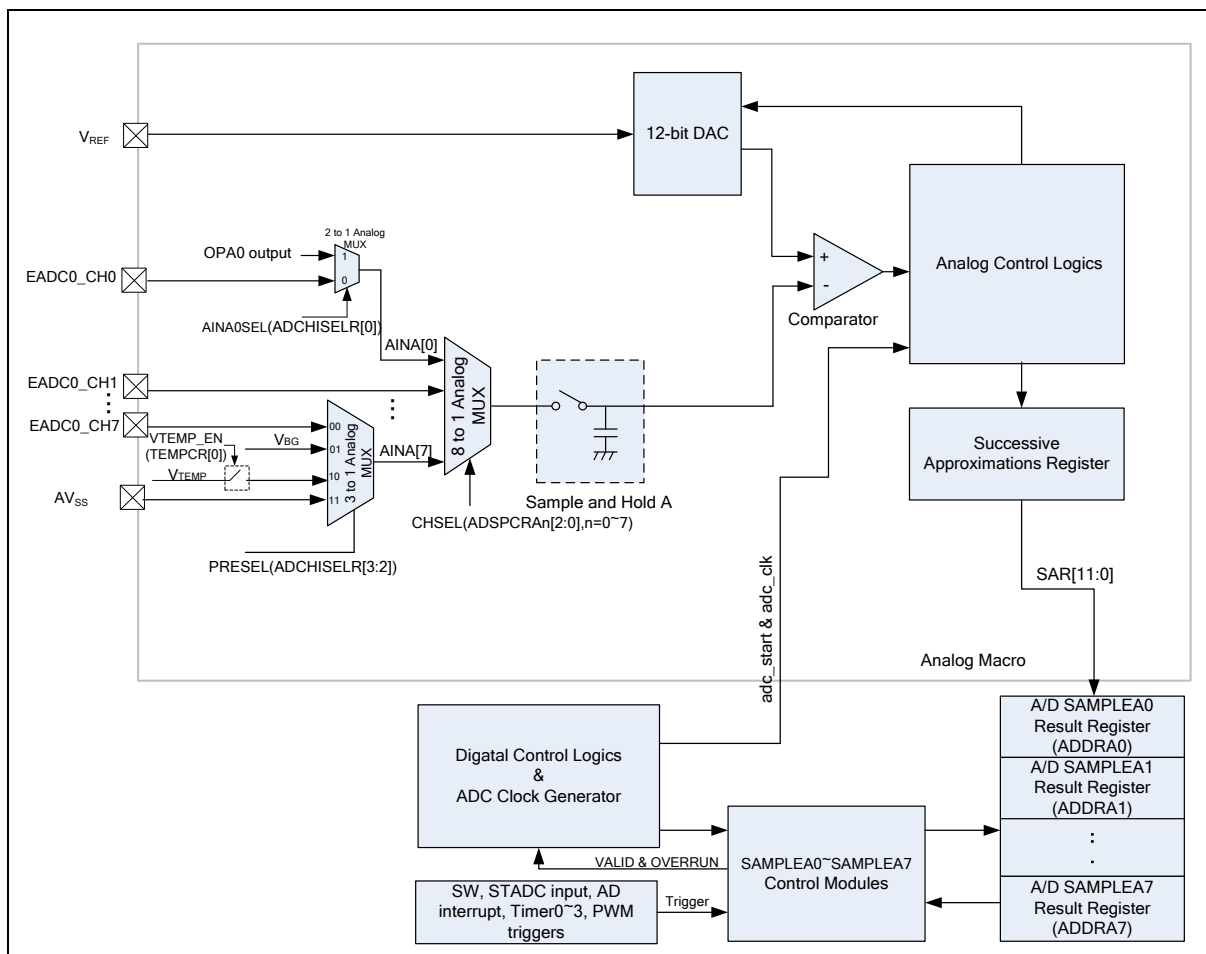 VREF
12-bit DAC
2 to 1 Analog
MUX
OPA0 output
1
EADC0_CH0
0
AINA0SEL(ADCHISELR[0])
AINA[0]
+
-
Comparator
Analog Control Logics
EADC0_CH1
⋮
EADC0_CH7
VTEMP_EN
(TEMPCR[0])
VBG
VTEMP
AVSS
00
01
10
11
3 to 1 Analog
MUX
AINA[7]
⋮
8 to 1 Analog
MUX
Sample and Hold A
CHSEL(ADSPCRAn[2:0],n=0~7)
PRESEL(ADCHISELR[3:2])
Successive
Approximations Register
SAR[11:0]
adc_start & adc_clk
Analog Macro
Digatal Control Logics
&
ADC Clock Generator
VALID & OVERRUN
SW, STADC input, AD
interrupt, Timer0~3, PWM
triggers
Trigger
SAMPLEA0~SAMPLEA7
Control Modules
A/D SAMPLEA0
Result Register
(ADDRA0)
A/D SAMPLEA1
Result Register
(ADDRA1)
:
.
A/D SAMPLEA7
Result Register
(ADDRA7)